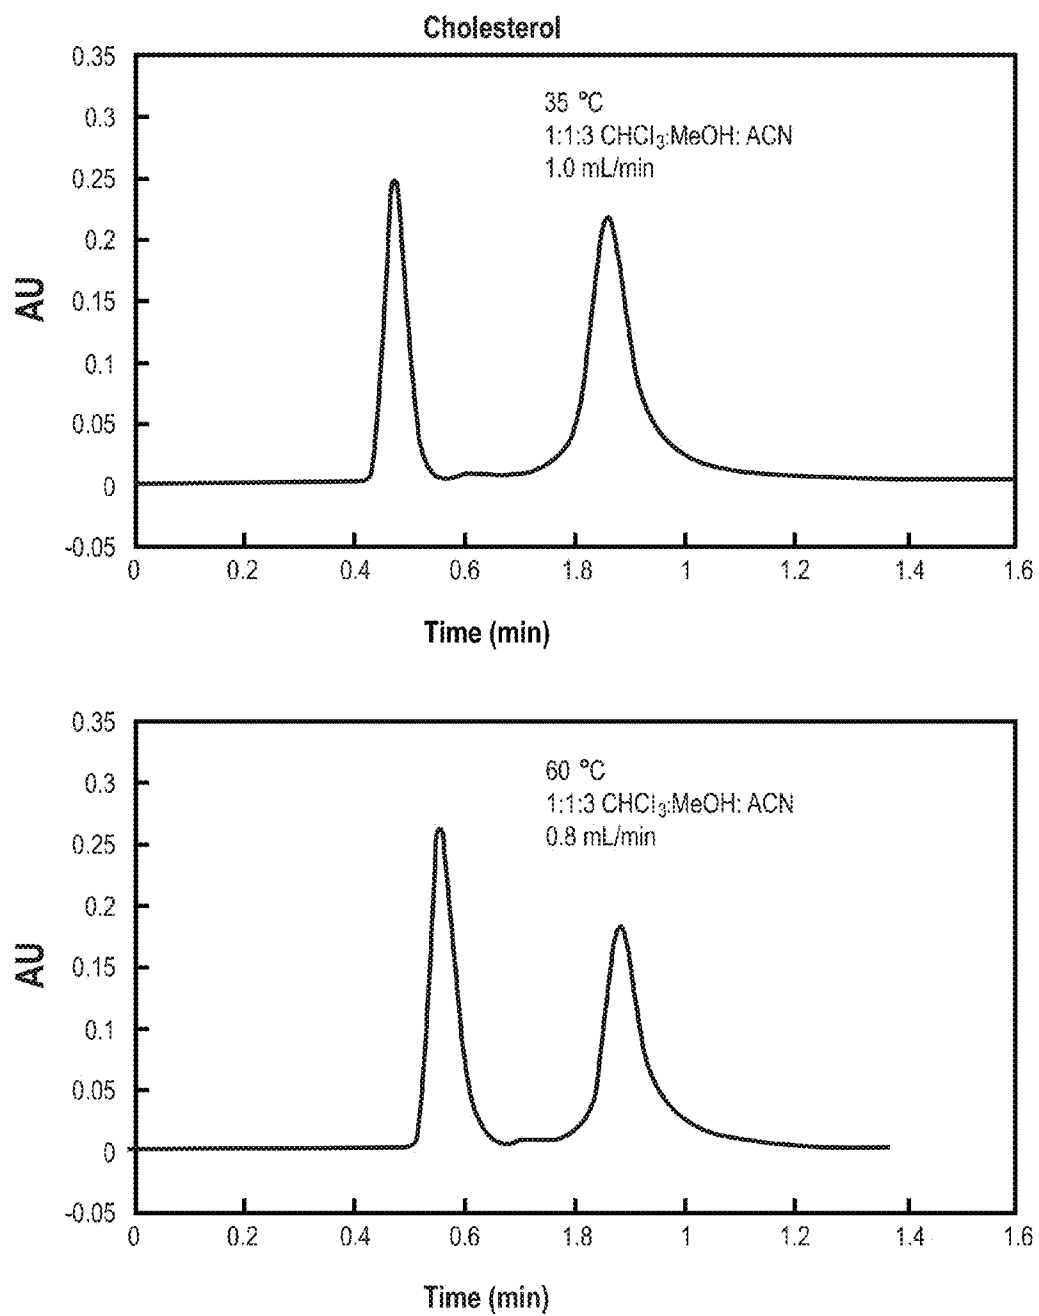 Cholesterol
0.35
0.3
0.25
0.2
0.15
0.1
0.05
0
-0.05
AU
35 °C
1:1:3 CHCl3:MeOH: ACN
1.0 mL/min
0 0.2 0.4 0.6 1.8 1 1.2 1.4 1.6
Time (min)
0.35
0.3
0.25
0.2
0.15
0.1
0.05
0
-0.05
AU
60 °C
1:1:3 CHCl3:MeOH: ACN
0.8 mL/min
0 0.2 0.4 0.6 1.8 1 1.2 1.4 1.6
Time (min)